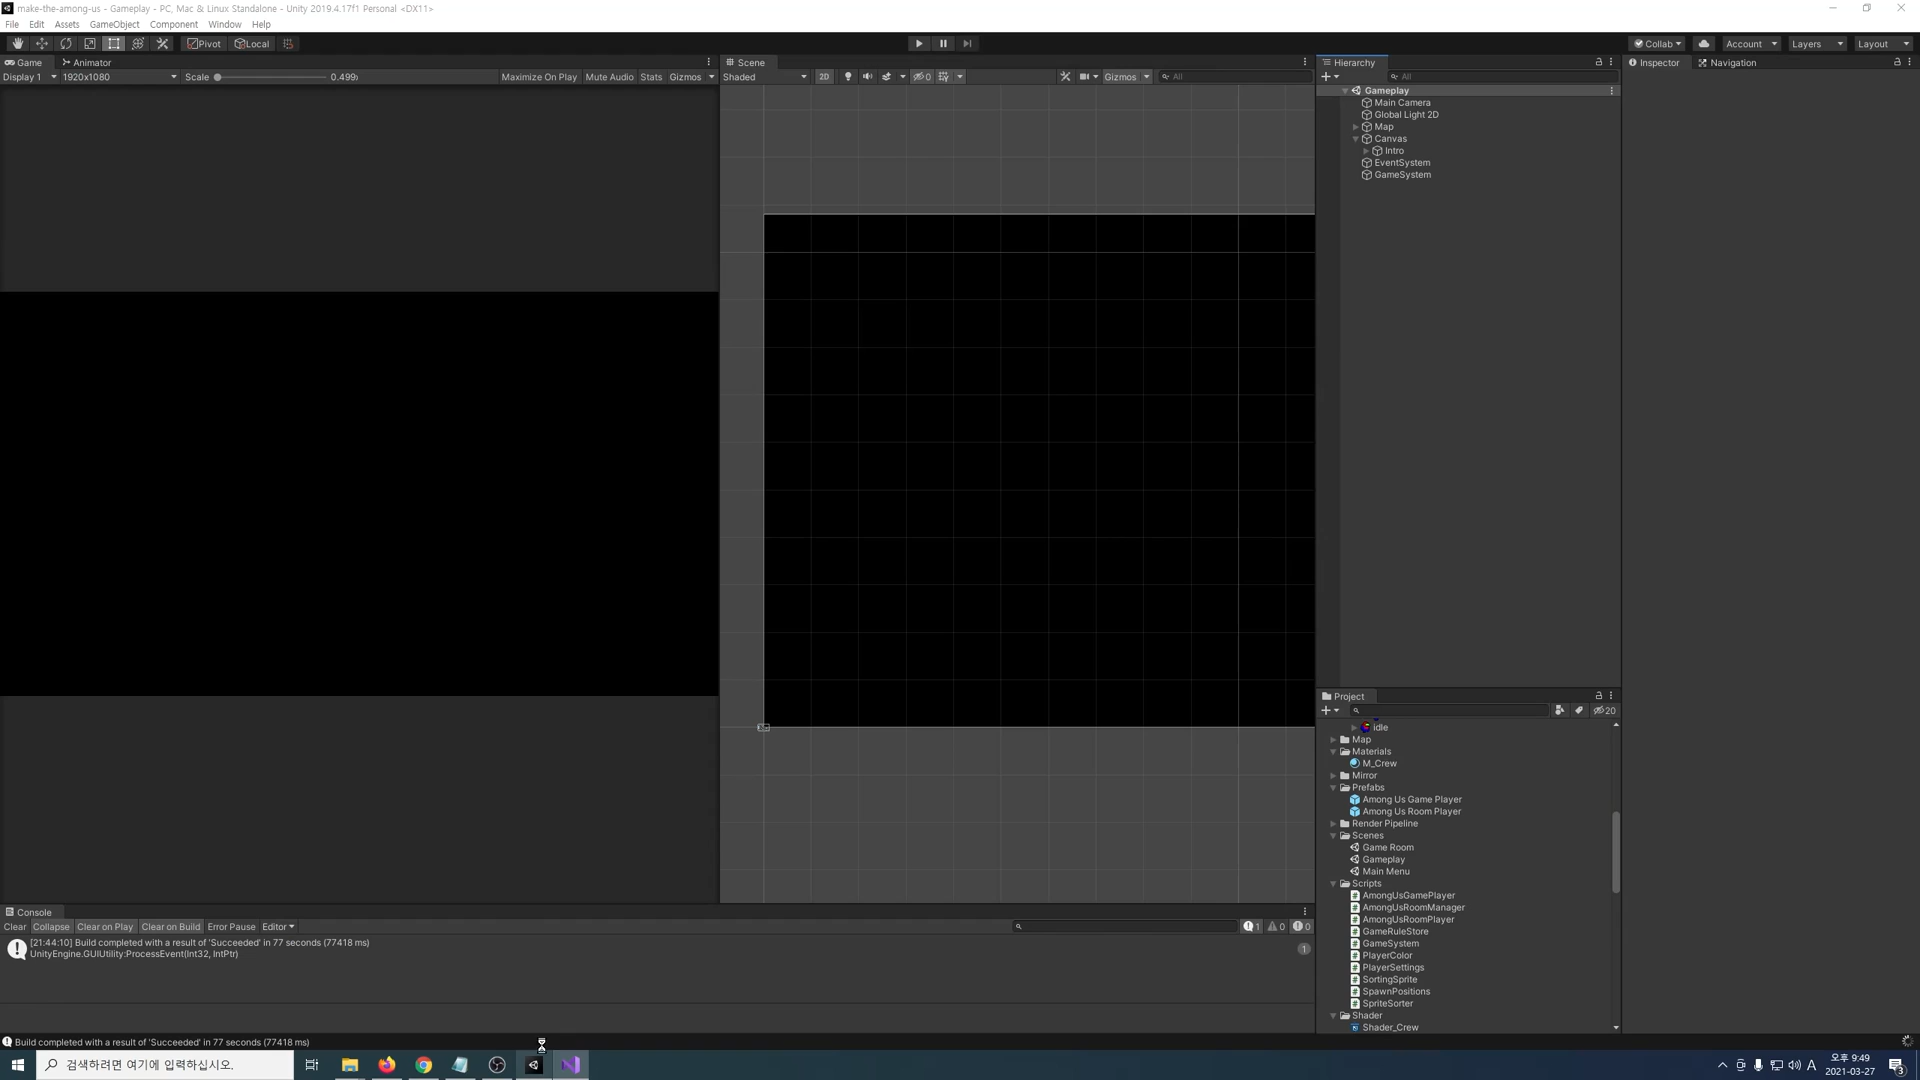 make-the-among-us - Gameplay - PC, Mac & Linux Standalone - Unity 2019.4.17f1 Personal <DX11>
File Edit Assets GameObject Component Window Help
Pivot Local Collab Account Layers Layout
Game Animator
Display 1 1920x1080 Scale 0.499x Maximize On Play Mute Audio Stats Gizmos
Scene
Shaded 2D 0 Gizmos All
Hierarchy
All
Gameplay
Main Camera
Global Light 2D
Map
Canvas
Intro
EventSystem
GameSystem
Inspector Navigation
Project
20
idle
Map
Materials
M_Crew
Mirror
Prefabs
Among Us Game Player
Among Us Room Player
Render Pipeline
Scenes
Game Room
Gameplay
Main Menu
Scripts
AmongUsGamePlayer
AmongUsRoomManager
AmongUsRoomPlayer
GameRuleStore
GameSystem
PlayerColor
PlayerSettings
SortingSprite
SpawnPositions
SpriteSorter
Shader
Shader_Crew
Console
Clear Collapse Clear on Play Clear on Build Error Pause Editor 1 0 0
[21:44:10] Build completed with a result of 'Succeeded' in 77 seconds (77418 ms)
UnityEngine.GUIUtility:ProcessEvent(Int32, IntPtr)
1
Build completed with a result of 'Succeeded' in 77 seconds (77418 ms)
검색하려면 여기에 입력하십시오.
A
오후 9:49
2021-03-27
3